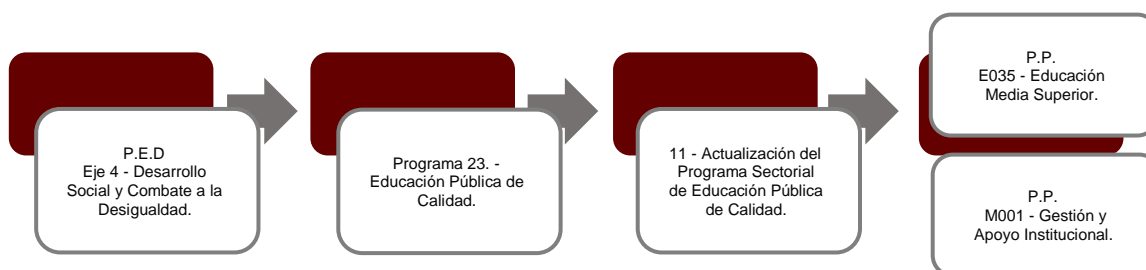 P.E.D
Eje 4 - Desarrollo
Social y Combate a la
Desigualdad.
Programa 23. -
Educación Pública de
Calidad.
11 - Actualización del
Programa Sectorial
de Educación Pública
de Calidad.
P.P.
E035 - Educación
Media Superior.
P.P.
M001 - Gestión y
Apoyo Institucional.